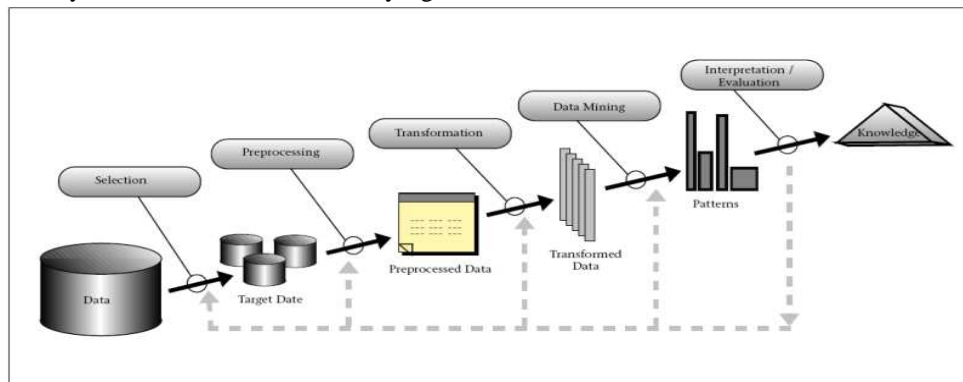 Interpretation /
Evaluation
Data Mining
Knowledge
Transformation
Preprocessing
Patterns
Selection
Transformed
Data
Preprocessed Data
Target Date
Data